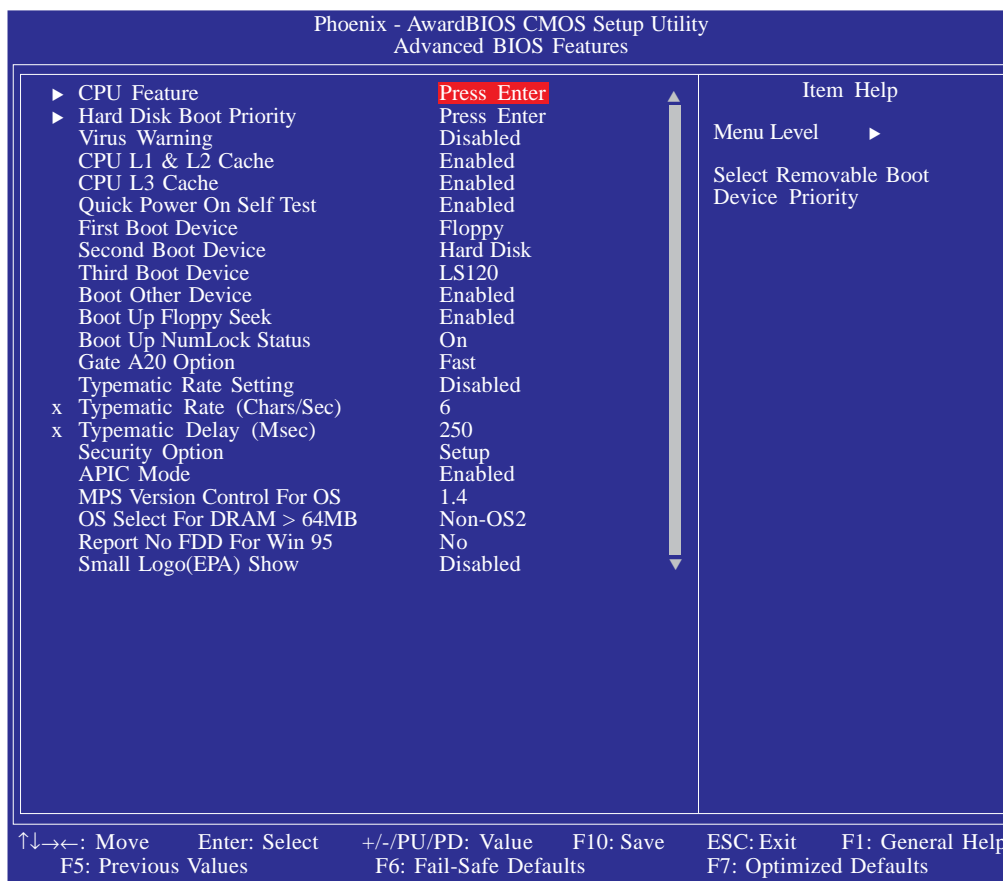 Phoenix - AwardBIOS CMOS Setup Utility
Advanced BIOS Features
▶ CPU Feature Press Enter
▶ Hard Disk Boot Priority Press Enter
Virus Warning Disabled
CPU L1 & L2 Cache Enabled
CPU L3 Cache Enabled
Quick Power On Self Test Enabled
First Boot Device Floppy
Second Boot Device Hard Disk
Third Boot Device LS120
Boot Other Device Enabled
Boot Up Floppy Seek Enabled
Boot Up NumLock Status On
Gate A20 Option Fast
Typematic Rate Setting Disabled
x Typematic Rate (Chars/Sec) 6
x Typematic Delay (Msec) 250
Security Option Setup
APIC Mode Enabled
MPS Version Control For OS 1.4
OS Select For DRAM > 64MB Non-OS2
Report No FDD For Win 95 No
Small Logo(EPA) Show Disabled
Item Help
Menu Level ▶
Select Removable Boot
Device Priority
↑↓→←: Move Enter: Select +/-/PU/PD: Value F10: Save ESC: Exit F1: General Help
F5: Previous Values F6: Fail-Safe Defaults F7: Optimized Defaults